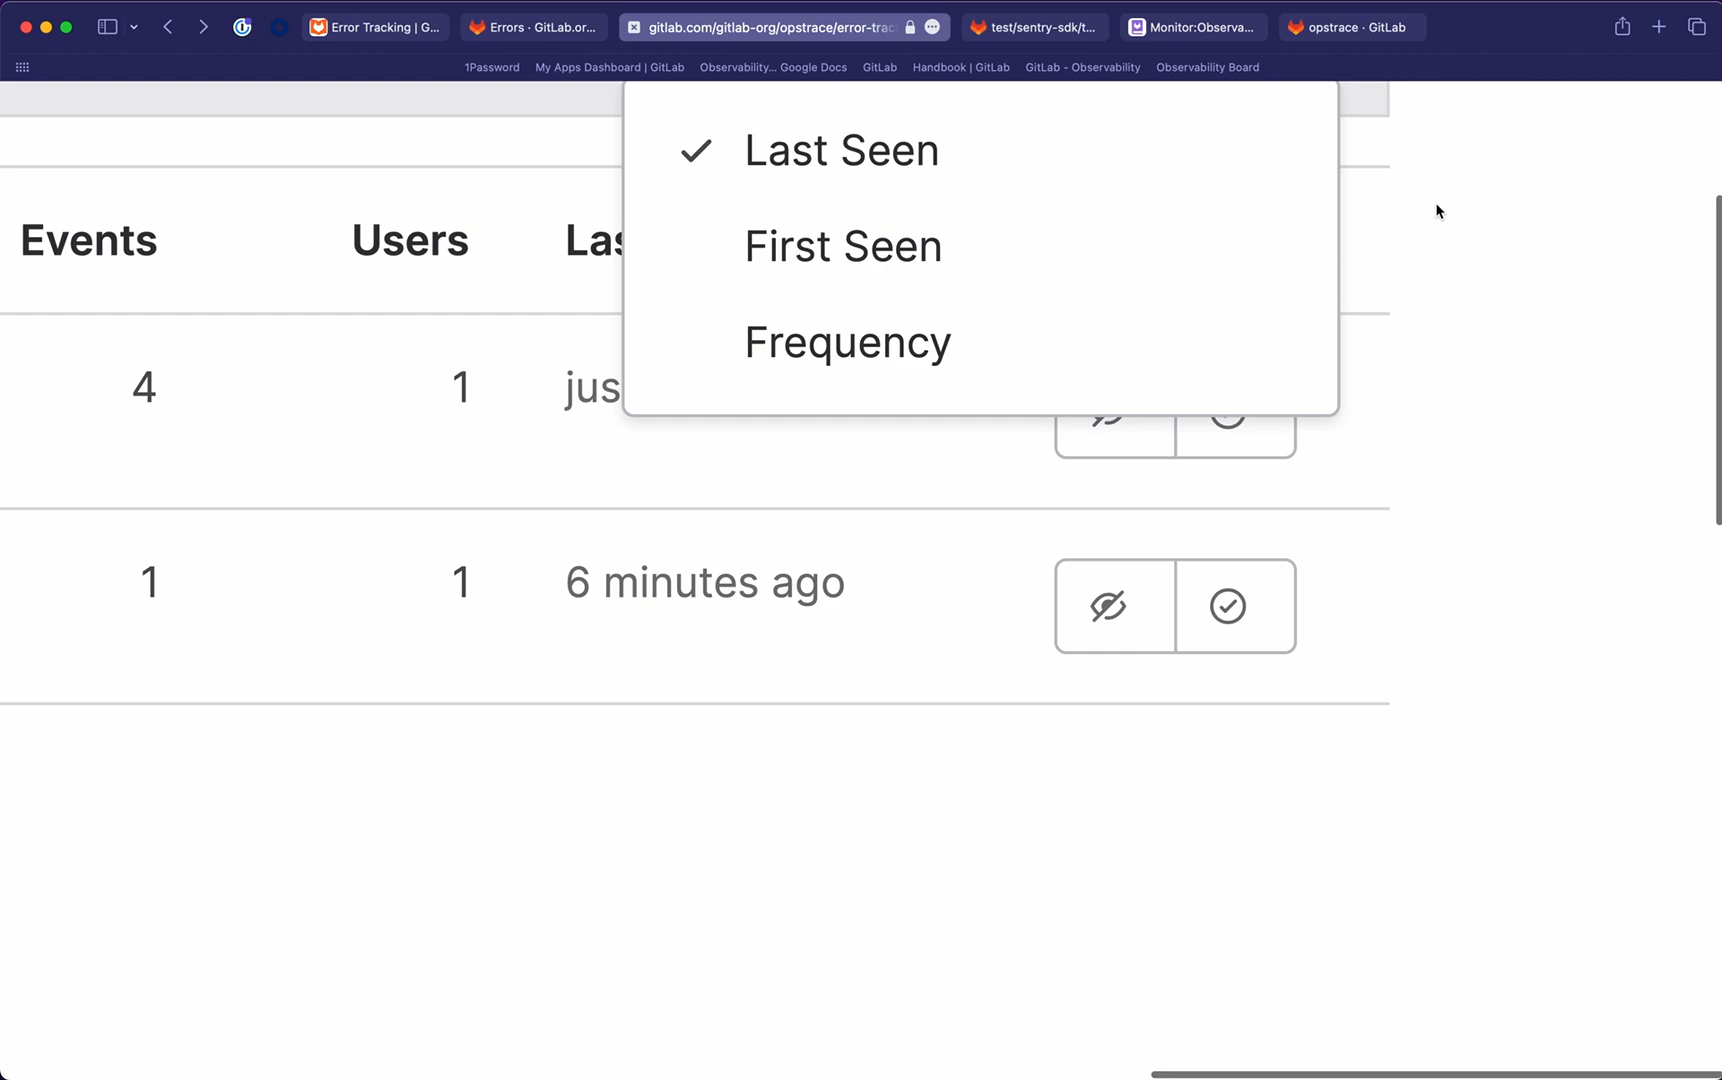 Error Tracking | G...
Errors · GitLab.or...
gitlab.com/gitlab-org/opstrace/error-trac
test/sentry-sdk/t...
Monitor:Observa...
opstrace · GitLab
1Password
My Apps Dashboard | GitLab
Observability... Google Docs
GitLab
Handbook | GitLab
GitLab - Observability
Observability Board
Last Seen
First Seen
Frequency
Events
Users
Las
4
1
jus
1
1
6 minutes ago